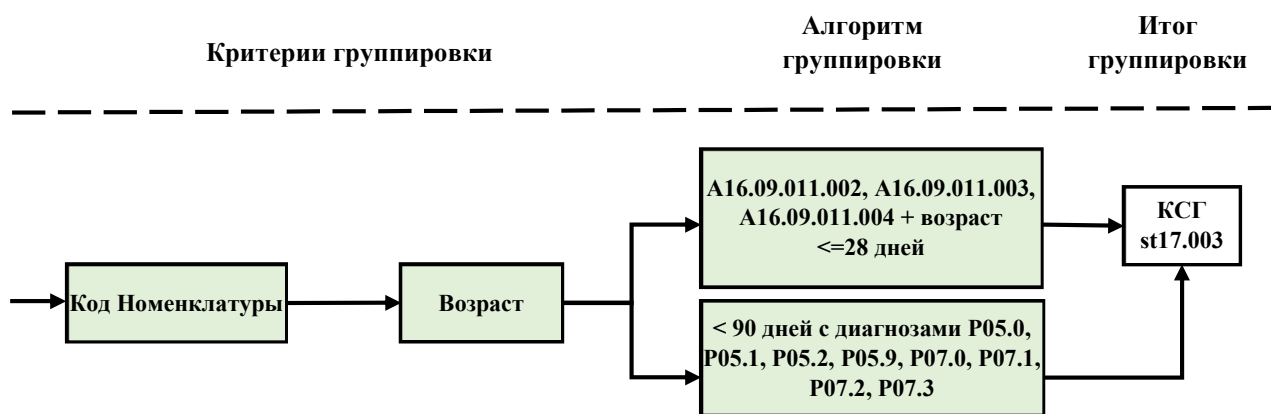 Критерии группировки
Алгоритм
группировки
Итог
группировки
A16.09.011.002, A16.09.011.003,
A16.09.011.004 + возраст
<=28 дней
КСГ
st17.003
Код Номенклатуры
Возраст
< 90 дней с диагнозами P05.0,
P05.1, P05.2, P05.9, P07.0, P07.1,
P07.2, P07.3